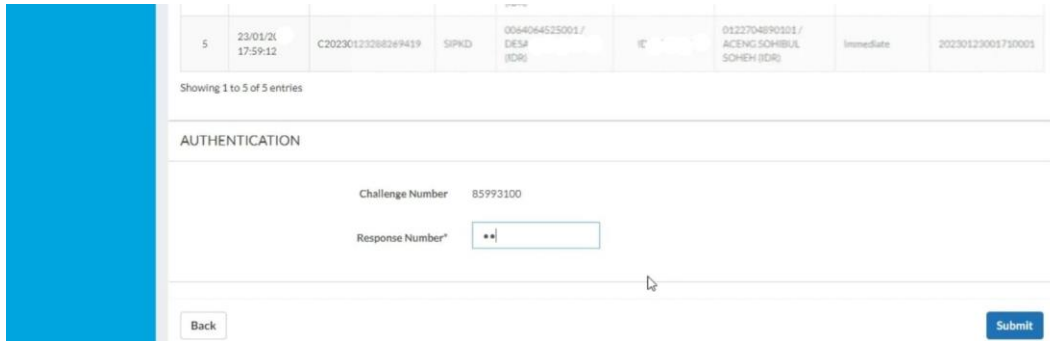 5
23/01/2(
17:59:12
C20230123288269419
SIPKD
0064064525001 /
DESA
(IDR)
0122704890101 /
ACENG SOHIBUL
SOHEH (IDR)
Immediate
20230123001710001
Showing 1 to 5 of 5 entries
AUTHENTICATION
Challenge Number 85993100
Response Number*
Back
Submit